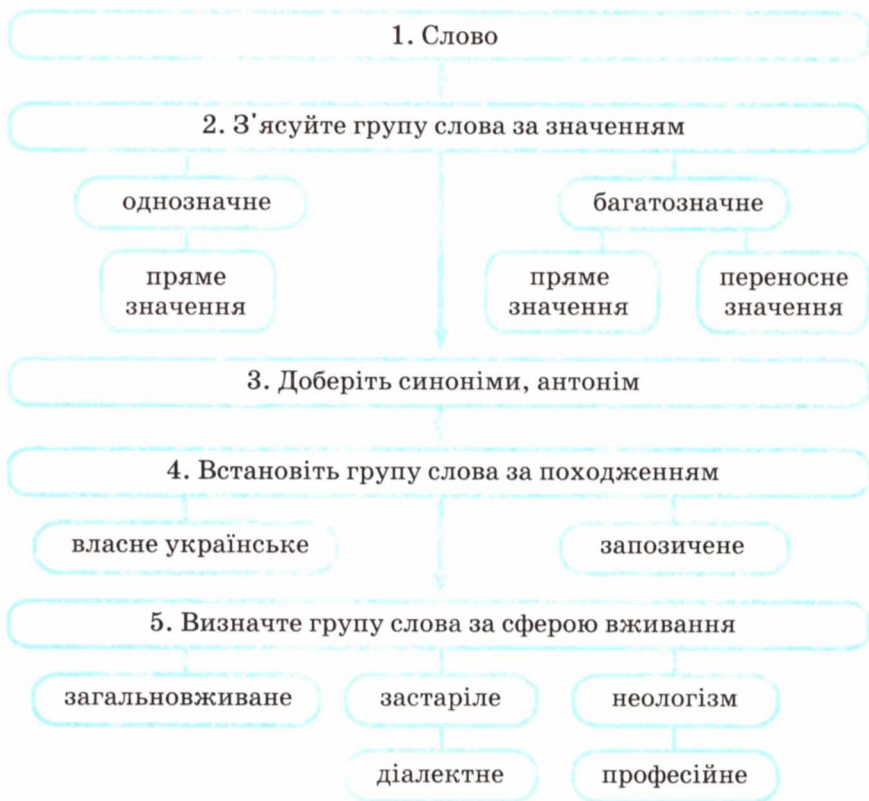 1. Слово
2. З'ясуйте групу слова за значенням
однозначне
багатозначне
пряме
значення
пряме
значення
переносне
значення
3. Доберіть синоніми, антонім
4. Встановіть групу слова за походженням
власне українське
запозичене
5. Визначте групу слова за сферою вживання
загальновживане
застаріле
неологізм
діалектне
професійне